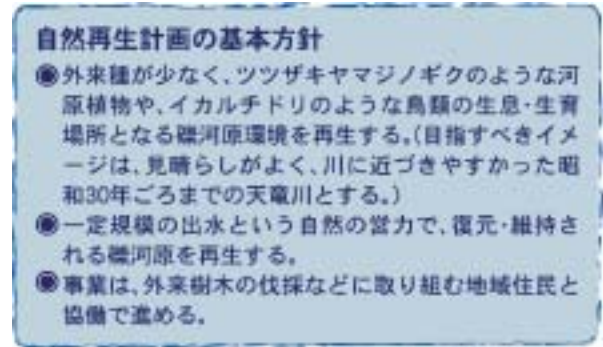 自然再生計画の基本方針
◉外来種が少なく、ツツザキヤマジノギクのような河
原植物や、イカルチドリのような鳥類の生息・生育
場所となる礫河原環境を再生する。(目指すべきイメ
ージは、見晴らしがよく、川に近づきやすかった昭
和30年ごろまでの天竜川とする。)
◉一定規模の出水という自然の営力で、復元・維持さ
れる礫河原を再生する。
◉事業は、外来樹木の伐採などに取り組む地域住民と
協働で進める。